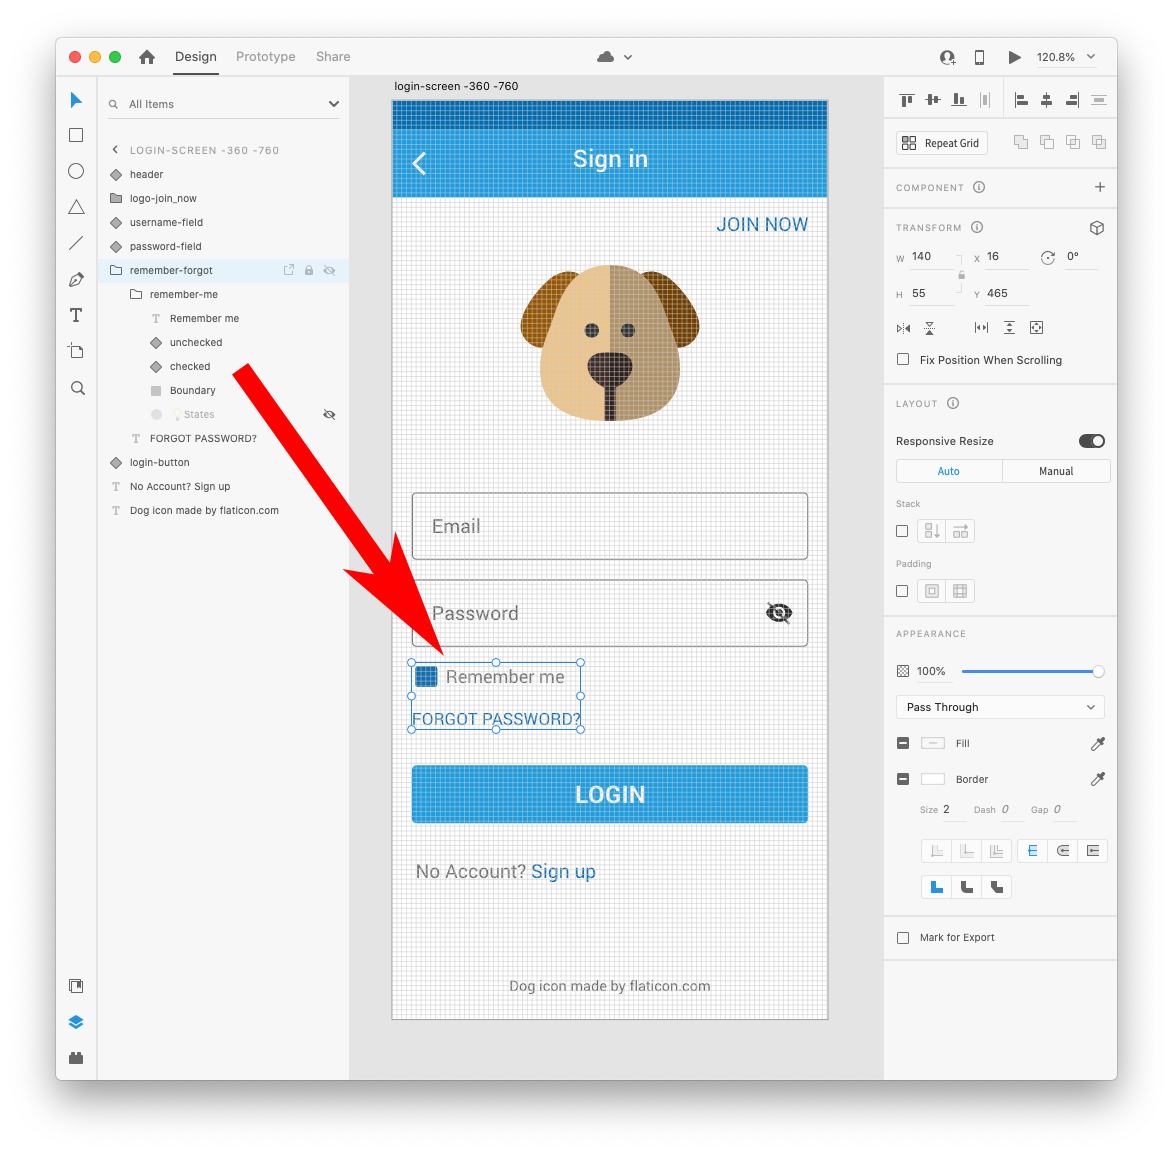 Design
Prototype
Share
120.8%
All Items
LOGIN-SCREEN -360 -760
header
logo-join_now
username-field
password-field
remember-forgot
remember-me
Remember me
unchecked
checked
Boundary
States
FORGOT PASSWORD?
login-button
No Account? Sign up
Dog icon made by flaticon.com
login-screen -360 -760
Sign in
JOIN NOW
Email
Password
Remember me
FORGOT PASSWORD?
LOGIN
No Account? Sign up
Dog icon made by flaticon.com
Repeat Grid
COMPONENT
TRANSFORM
W 140 X 16 0°
H 55 Y 465
Fix Position When Scrolling
LAYOUT
Responsive Resize
Auto Manual
Stack
Padding
APPEARANCE
100%
Pass Through
Fill
Border
Size 2 Dash 0 Gap 0
Mark for Export